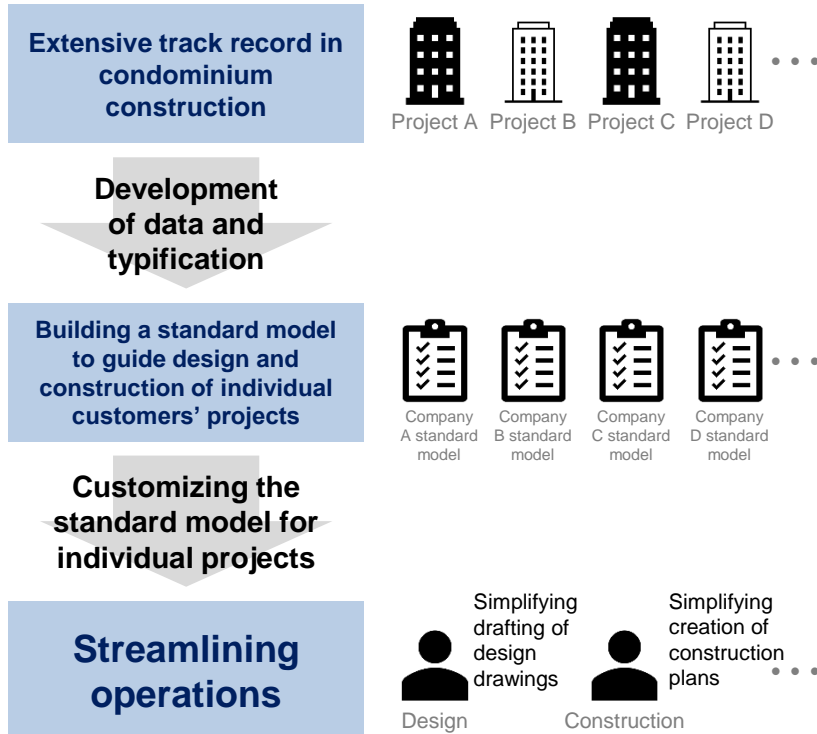 Extensive track record in
condominium
construction
Project A
Project B
Project C
Project D
• • •
Development
of data and
typification
Building a standard model
to guide design and
construction of individual
customers’ projects
Company
A standard
model
Company
B standard
model
Company
C standard
model
Company
D standard
model
• • •
Customizing the
standard model for
individual projects
Streamlining
operations
Simplifying
drafting of
design
drawings
Design
Simplifying
creation of
construction
plans
Construction
• • •